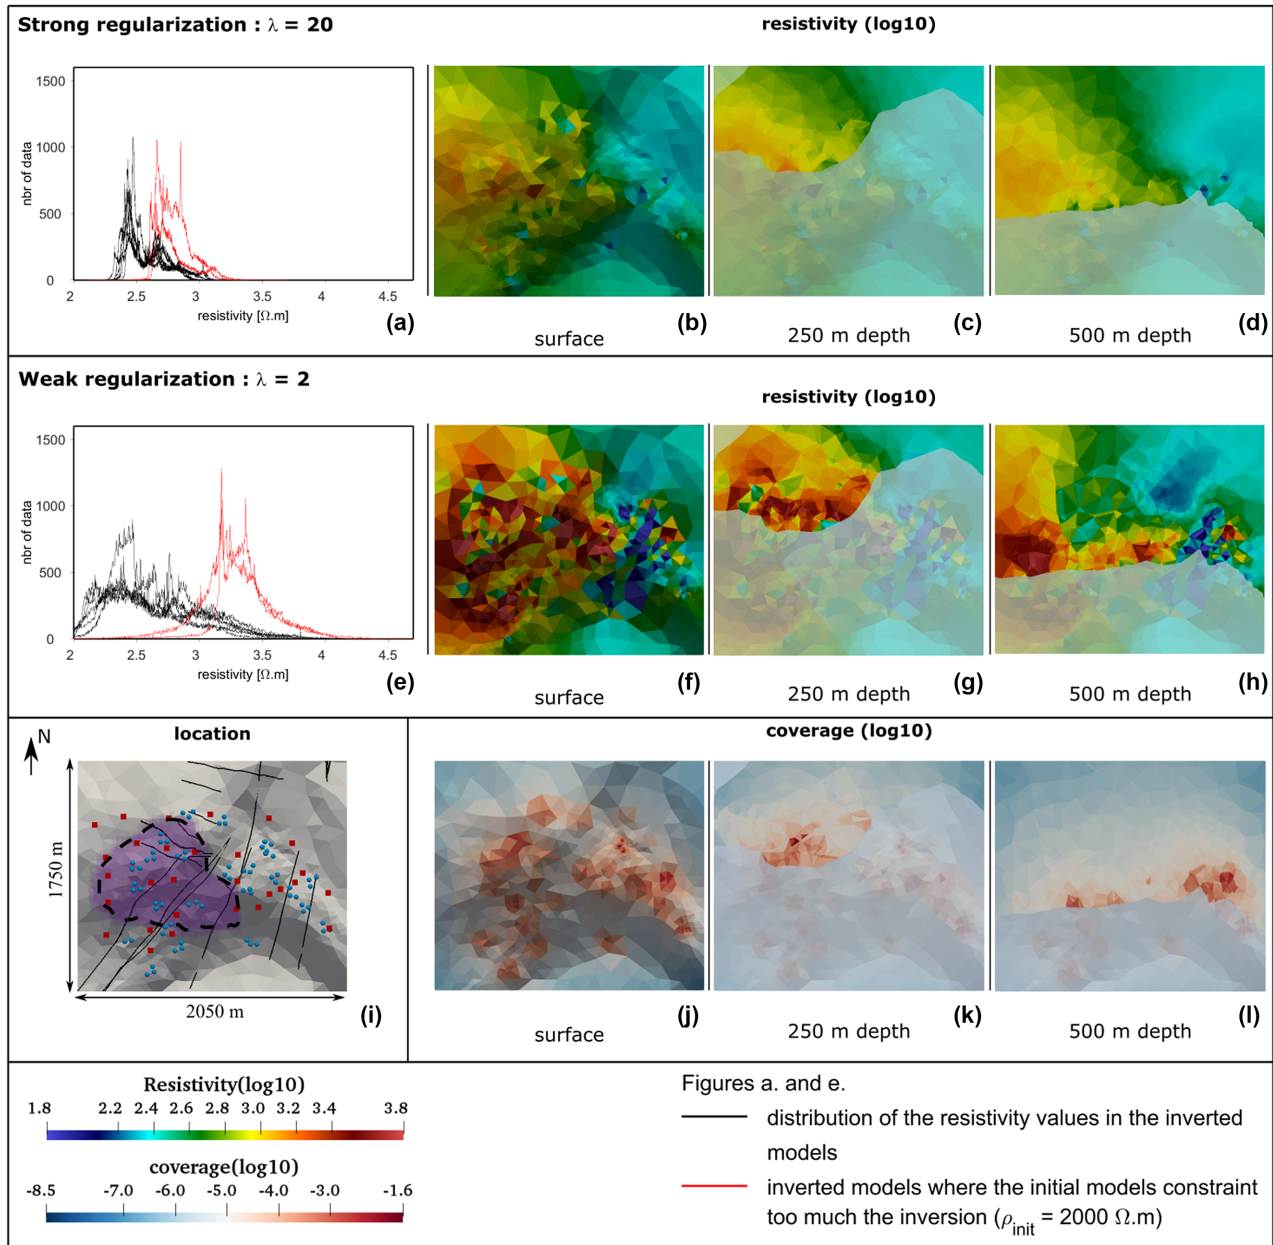 Strong regularization : λ = 20
resistivity (log10)
1500
1000
500
0
nbr of data
2 2.5 3 3.5 4 4.5
resistivity [Ω.m]
(a)
(b)
(c)
(d)
surface
250 m depth
500 m depth
Weak regularization : λ = 2
resistivity (log10)
1500
1000
500
0
nbr of data
2 2.5 3 3.5 4 4.5
resistivity [Ω.m]
(e)
(f)
(g)
(h)
surface
250 m depth
500 m depth
N
location
coverage (log10)
1750 m
2050 m
(i)
(j)
(k)
(l)
surface
250 m depth
500 m depth
Resistivity(log10)
1.8 2.2 2.4 2.6 2.8 3.0 3.2 3.4 3.8
coverage(log10)
-8.5 -7.0 -6.0 -5.0 -4.0 -3.0 -1.6
Figures a. and e.
distribution of the resistivity values in the inverted
models
inverted models where the initial models constraint
too much the inversion (ρinit = 2000 Ω.m)